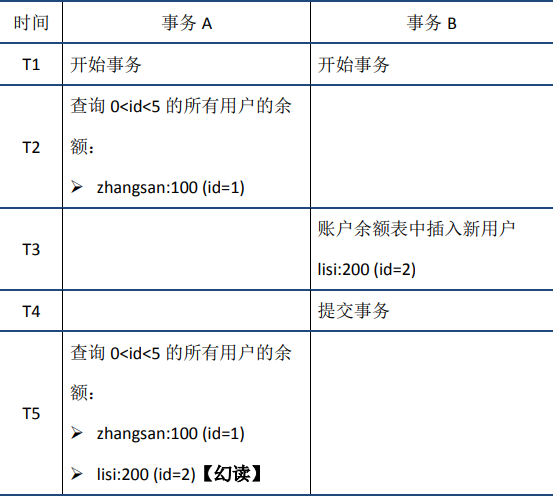 时间 事务 A 事务 B
T1 开始事务 开始事务
T2 查询 0<id<5 的所有用户的余
额：
➢ zhangsan:100 (id=1)
T3 账户余额表中插入新用户
lisi:200 (id=2)
T4 提交事务
T5 查询 0<id<5 的所有用户的余
额：
➢ zhangsan:100 (id=1)
➢ lisi:200 (id=2)【幻读】